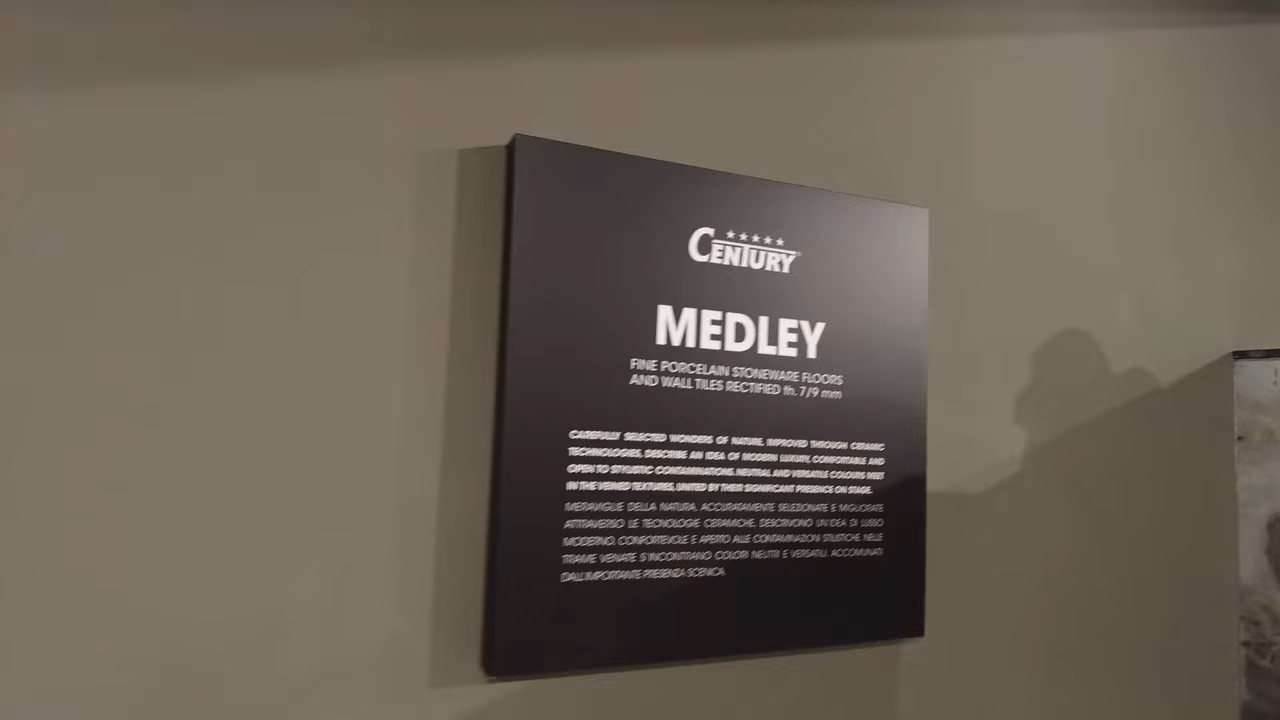 CENTURY
MEDLEY
FINE PORCELAIN STONEWARE FLOORS
AND WALL TILES RECTIFIED th. 7/9 mm
CAREFULLY SELECTED WONDERS OF NATURE, IMPROVED THROUGH CERAMIC
TECHNOLOGIES, DESCRIBE AN IDEA OF MODERN LUXURY, COMFORTABLE AND
OPEN TO STYLISTIC CONTAMINATIONS. NEUTRAL AND VERSATILE COLOURS MEET
IN THE VEINED TEXTURES, UNITED BY THEIR SIGNIFICANT PRESENCE ON STAGE.
MERAVIGLIE DELLA NATURA, ACCURATAMENTE SELEZIONATE E MIGLIORATE
ATTRAVERSO LE TECNOLOGIE CERAMICHE, DESCRIVONO UN'IDEA DI LUSSO
MODERNO, CONFORTEVOLE E APERTO ALLE CONTAMINAZIONI STILISTICHE. NELLE
TRAME VENATE S'INCONTRANO COLORI NEUTRI E VERSATILI, ACCOMUNATI
DALL'IMPORTANTE PRESENZA SCENICA.